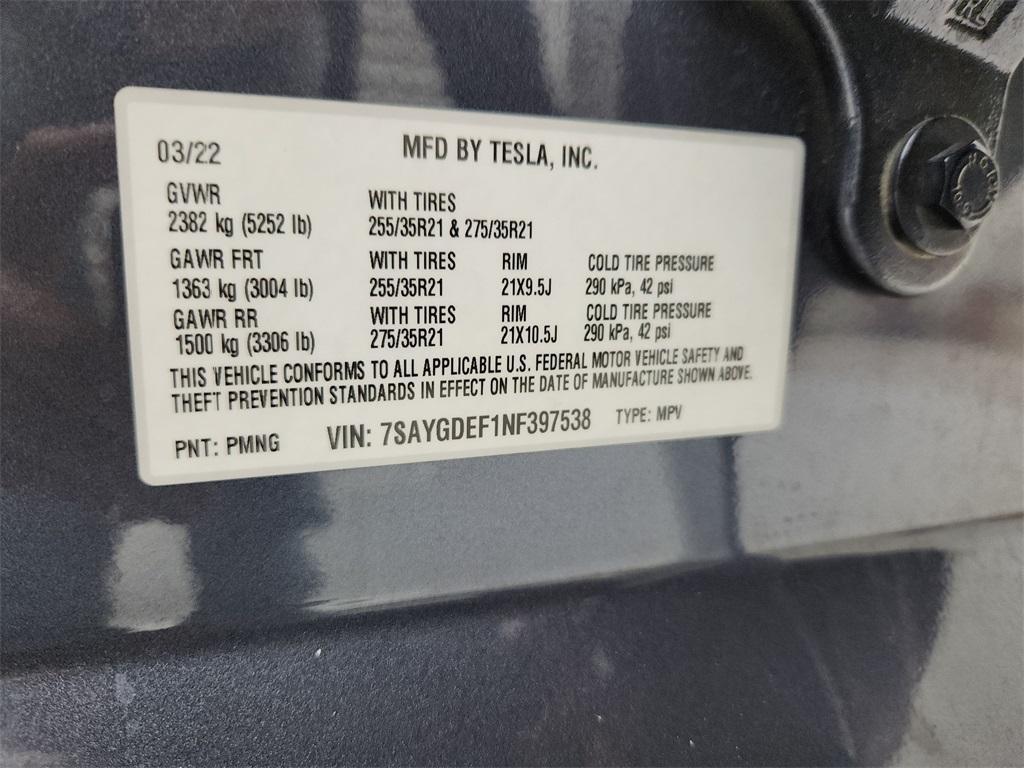 03/22 MFD BY TESLA, INC.
GVWR WITH TIRES
2382 kg (5252 lb) 255/35R21 & 275/35R21
GAWR FRT WITH TIRES RIM COLD TIRE PRESSURE
1363 kg (3004 lb) 255/35R21 21X9.5J 290 kPa, 42 psi
GAWR RR WITH TIRES RIM COLD TIRE PRESSURE
1500 kg (3306 lb) 275/35R21 21X10.5J 290 kPa, 42 psi
THIS VEHICLE CONFORMS TO ALL APPLICABLE U.S. FEDERAL MOTOR VEHICLE SAFETY AND
THEFT PREVENTION STANDARDS IN EFFECT ON THE DATE OF MANUFACTURE SHOWN ABOVE.
PNT: PMNG VIN: 7SAYGDEF1NF397538 TYPE: MPV